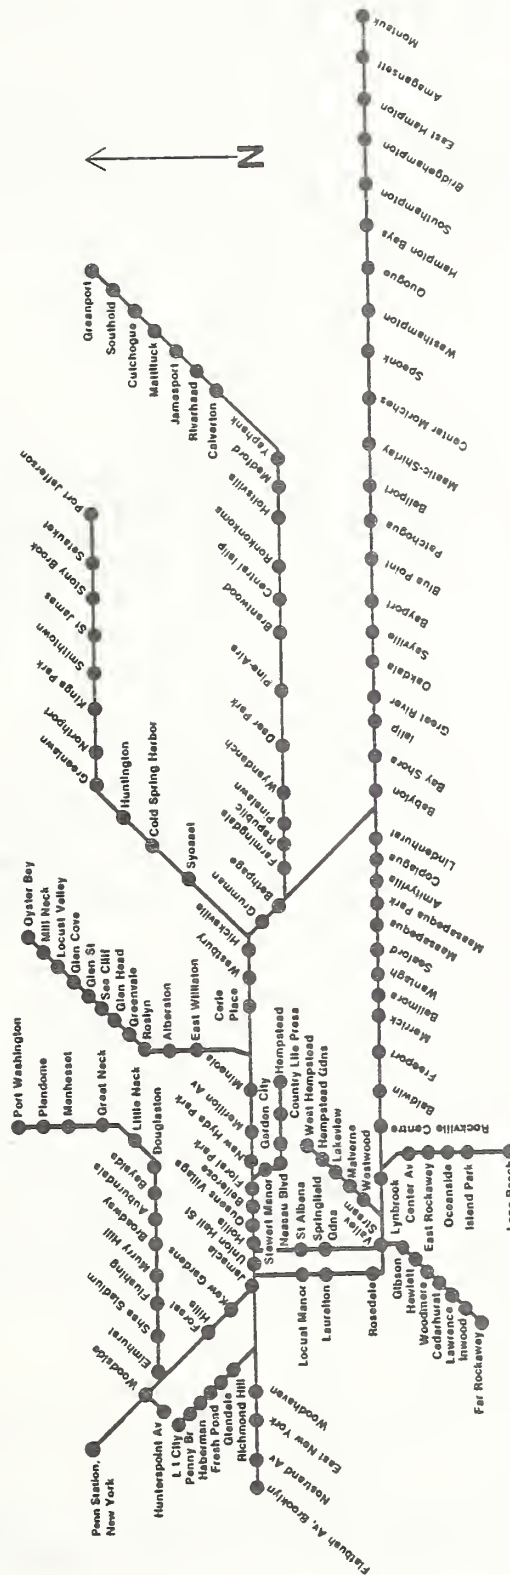 N
Penn Station,
New York
Woodside
Hunterspoint Av
Elmhurst
Shea Stadium
Flushing
Murry Hill
Broadway
Auburndale
Bayside
Douglaston
Little Neck
Great Neck
Manhasset
Plandome
Port Washington
Forest
Hills
Kew Gardens
Jamacia
L I City
Penny Br
Haberman
Fresh Pond
Glendale
Richmond Hill
Woodhaven
East New York
Nostrand Av
Flatbush Av, Brooklyn
Union Hall St
Hollis
Queens Village
Bellerose
Floral Park
New Hyde Park
Merillon Av
Mineola
East Williston
Alberston
Roslyn
Greenvale
Glen Head
Sea Cliff
Glen St
Glen Cove
Locust Valley
Mill Neck
Oyster Bay
Carle
Place
Westbury
Hicksville
Syosset
Cold Spring Harbor
Huntington
Greenlawn
Northport
Kings Park
Smithtown
St James
Stony Brook
Setauket
Port Jefferson
Grumman
Bethpage
Farmingdale
Republic
Pinelawn
Wyandanch
Deer Park
Pine-Aire
Brentwood
Central Islip
Ronkonkoma
Holtsville
Medford
Yaphank
Calverton
Riverhead
Jamesport
Mattituck
Cutchogue
Southold
Greenport
Stewart Manor
Nassau Blvd
Garden City
Country Life Press
Hempstead
St Albans
Springfield
Gdns
Locust Manor
Laurelton
Rosedale
Valley
Stream
Westwood
Malverne
Lakeview
Hempstead Gdns
West Hempstead
Gibson
Hewlett
Woodmere
Cedarhurst
Lawrence
Inwood
Far Rockaway
Lynbrook
Center Av
East Rockaway
Oceanside
Island Park
Long Beach
Rockville Centre
Baldwin
Freeport
Merrick
Bellmore
Wantagh
Seaford
Massapequa
Massapequa Park
Amityville
Copiague
Lindenhurst
Babylon
Bay Shore
Islip
Great River
Oakdale
Sayville
Bayport
Blue Point
Patchogue
Bellport
Mastic-Shirley
Center Moriches
Speonk
Westhampton
Quogue
Hampton Bays
Southampton
Bridgehampton
East Hampton
Amagansett
Montauk